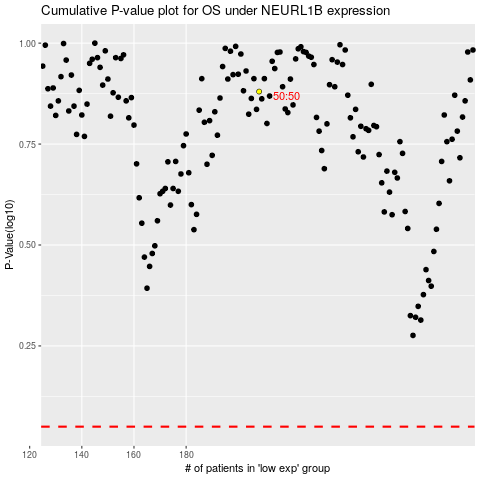 Cumulative P-value plot for OS under NEURL1B expression
1.00
0.75
0.50
0.25
P-Value(log10)
50:50
120 140 160 180
# of patients in 'low exp' group